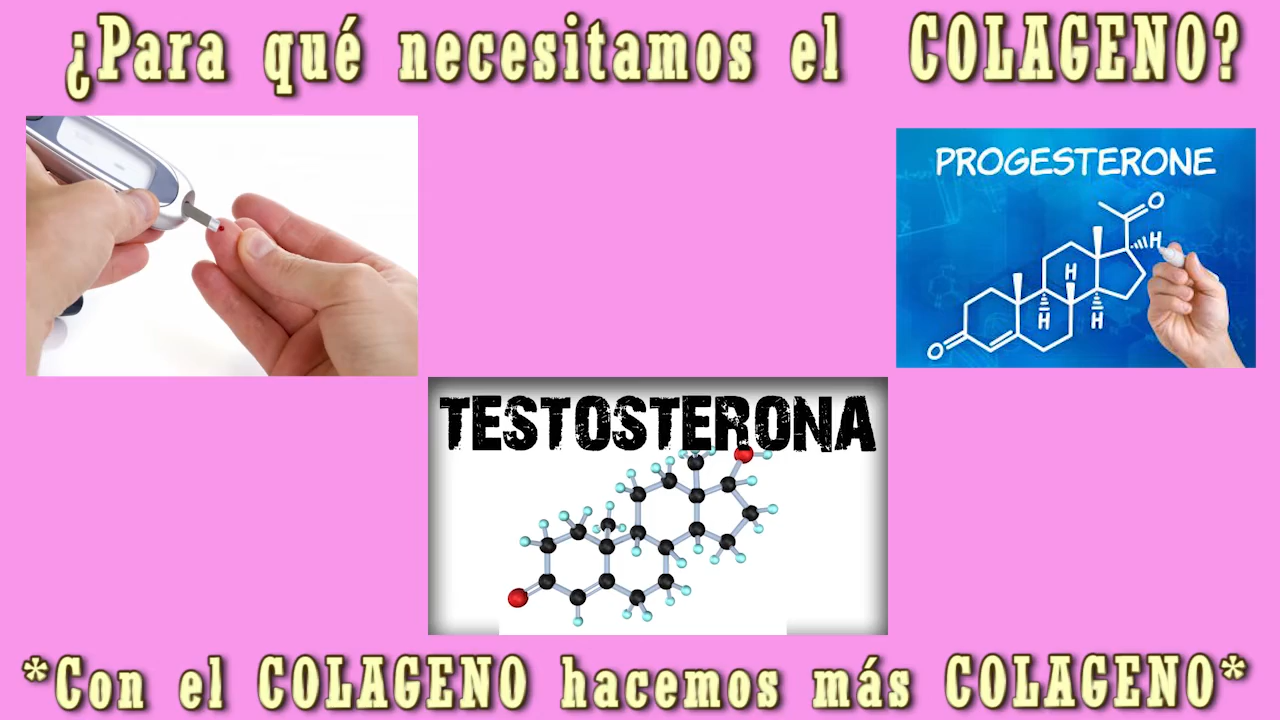 ¿Para qué necesitamos el COLAGENO?
PROGESTERONE
O
H
H
H
H
O
TESTOSTERONA
*Con el COLAGENO hacemos más COLAGENO*